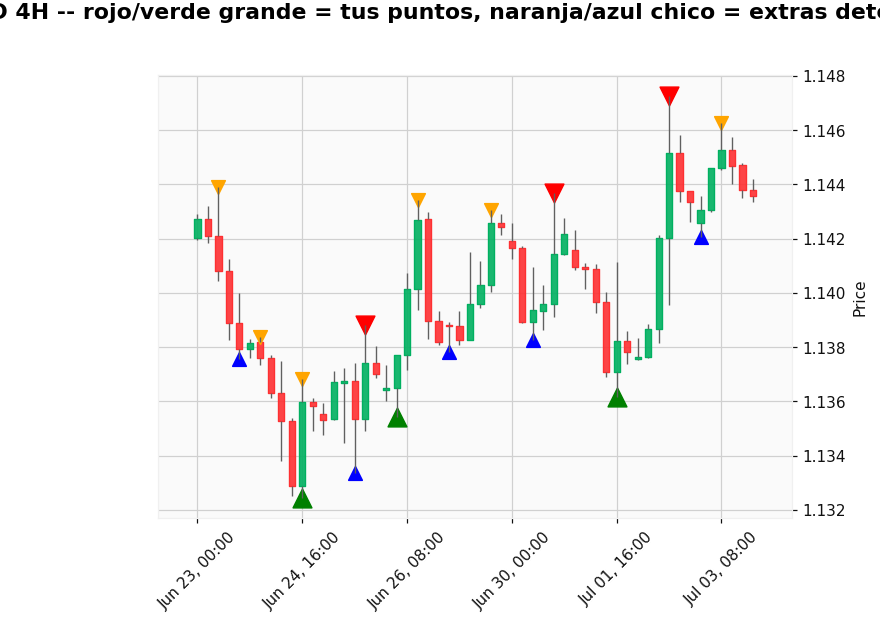 4H -- rojo/verde grande = tus puntos, naranja/azul chico = extras
1.148
1.146
1.144
1.142
1.140
1.138
1.136
1.134
1.132
Price
Jun 23, 00:00
Jun 24, 16:00
Jun 26, 08:00
Jun 30, 00:00
Jul 01, 16:00
Jul 03, 08:00